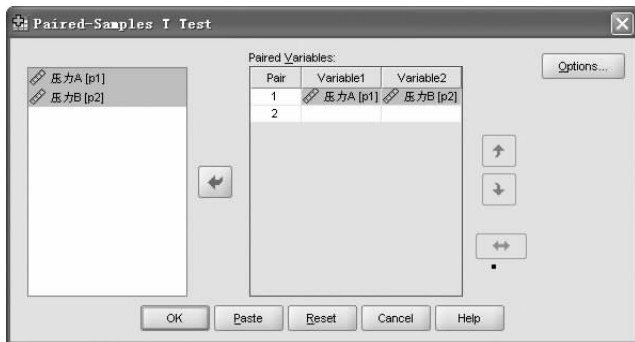 Paired-Samples T Test
压力A [p1]
压力B [p2]
Paired Variables:
Pair Variable1 Variable2
1 压力A [p1] 压力B [p2]
2
Options...
OK Paste Reset Cancel Help